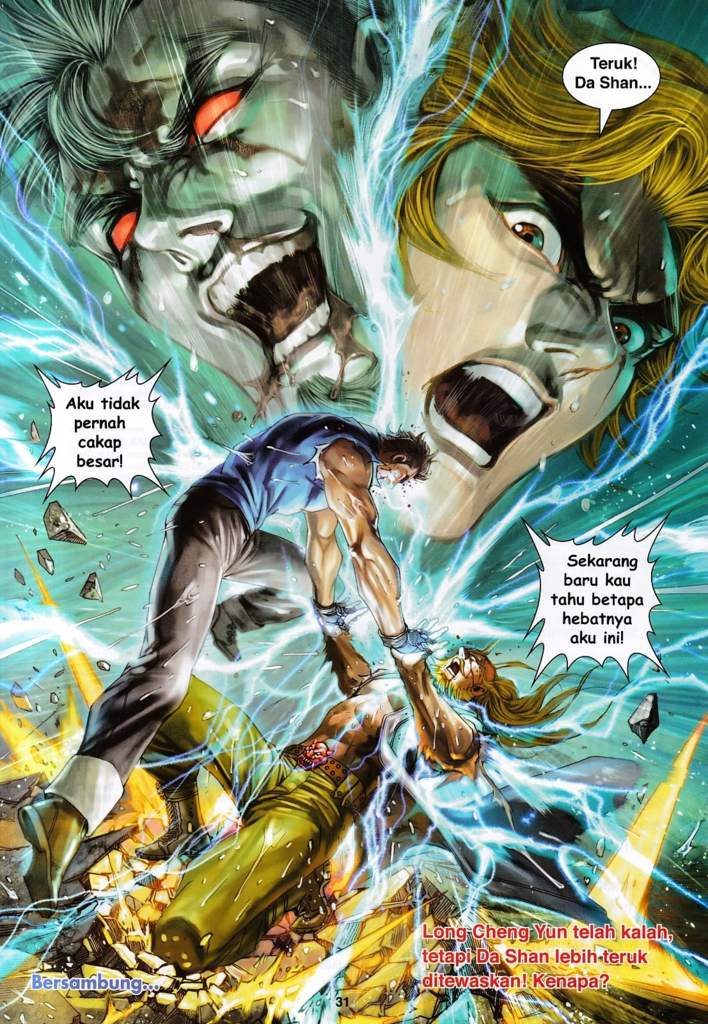 Teruk!
Da Shan...
Aku tidak
pernah
cakap
besar!
Sekarang
baru kau
tahu betapa
hebatnya
aku ini!
Long Cheng Yun telah kalah,
tetapi Da Shan lebih teruk
ditewaskan! Kenapa?
Bersambung...
31